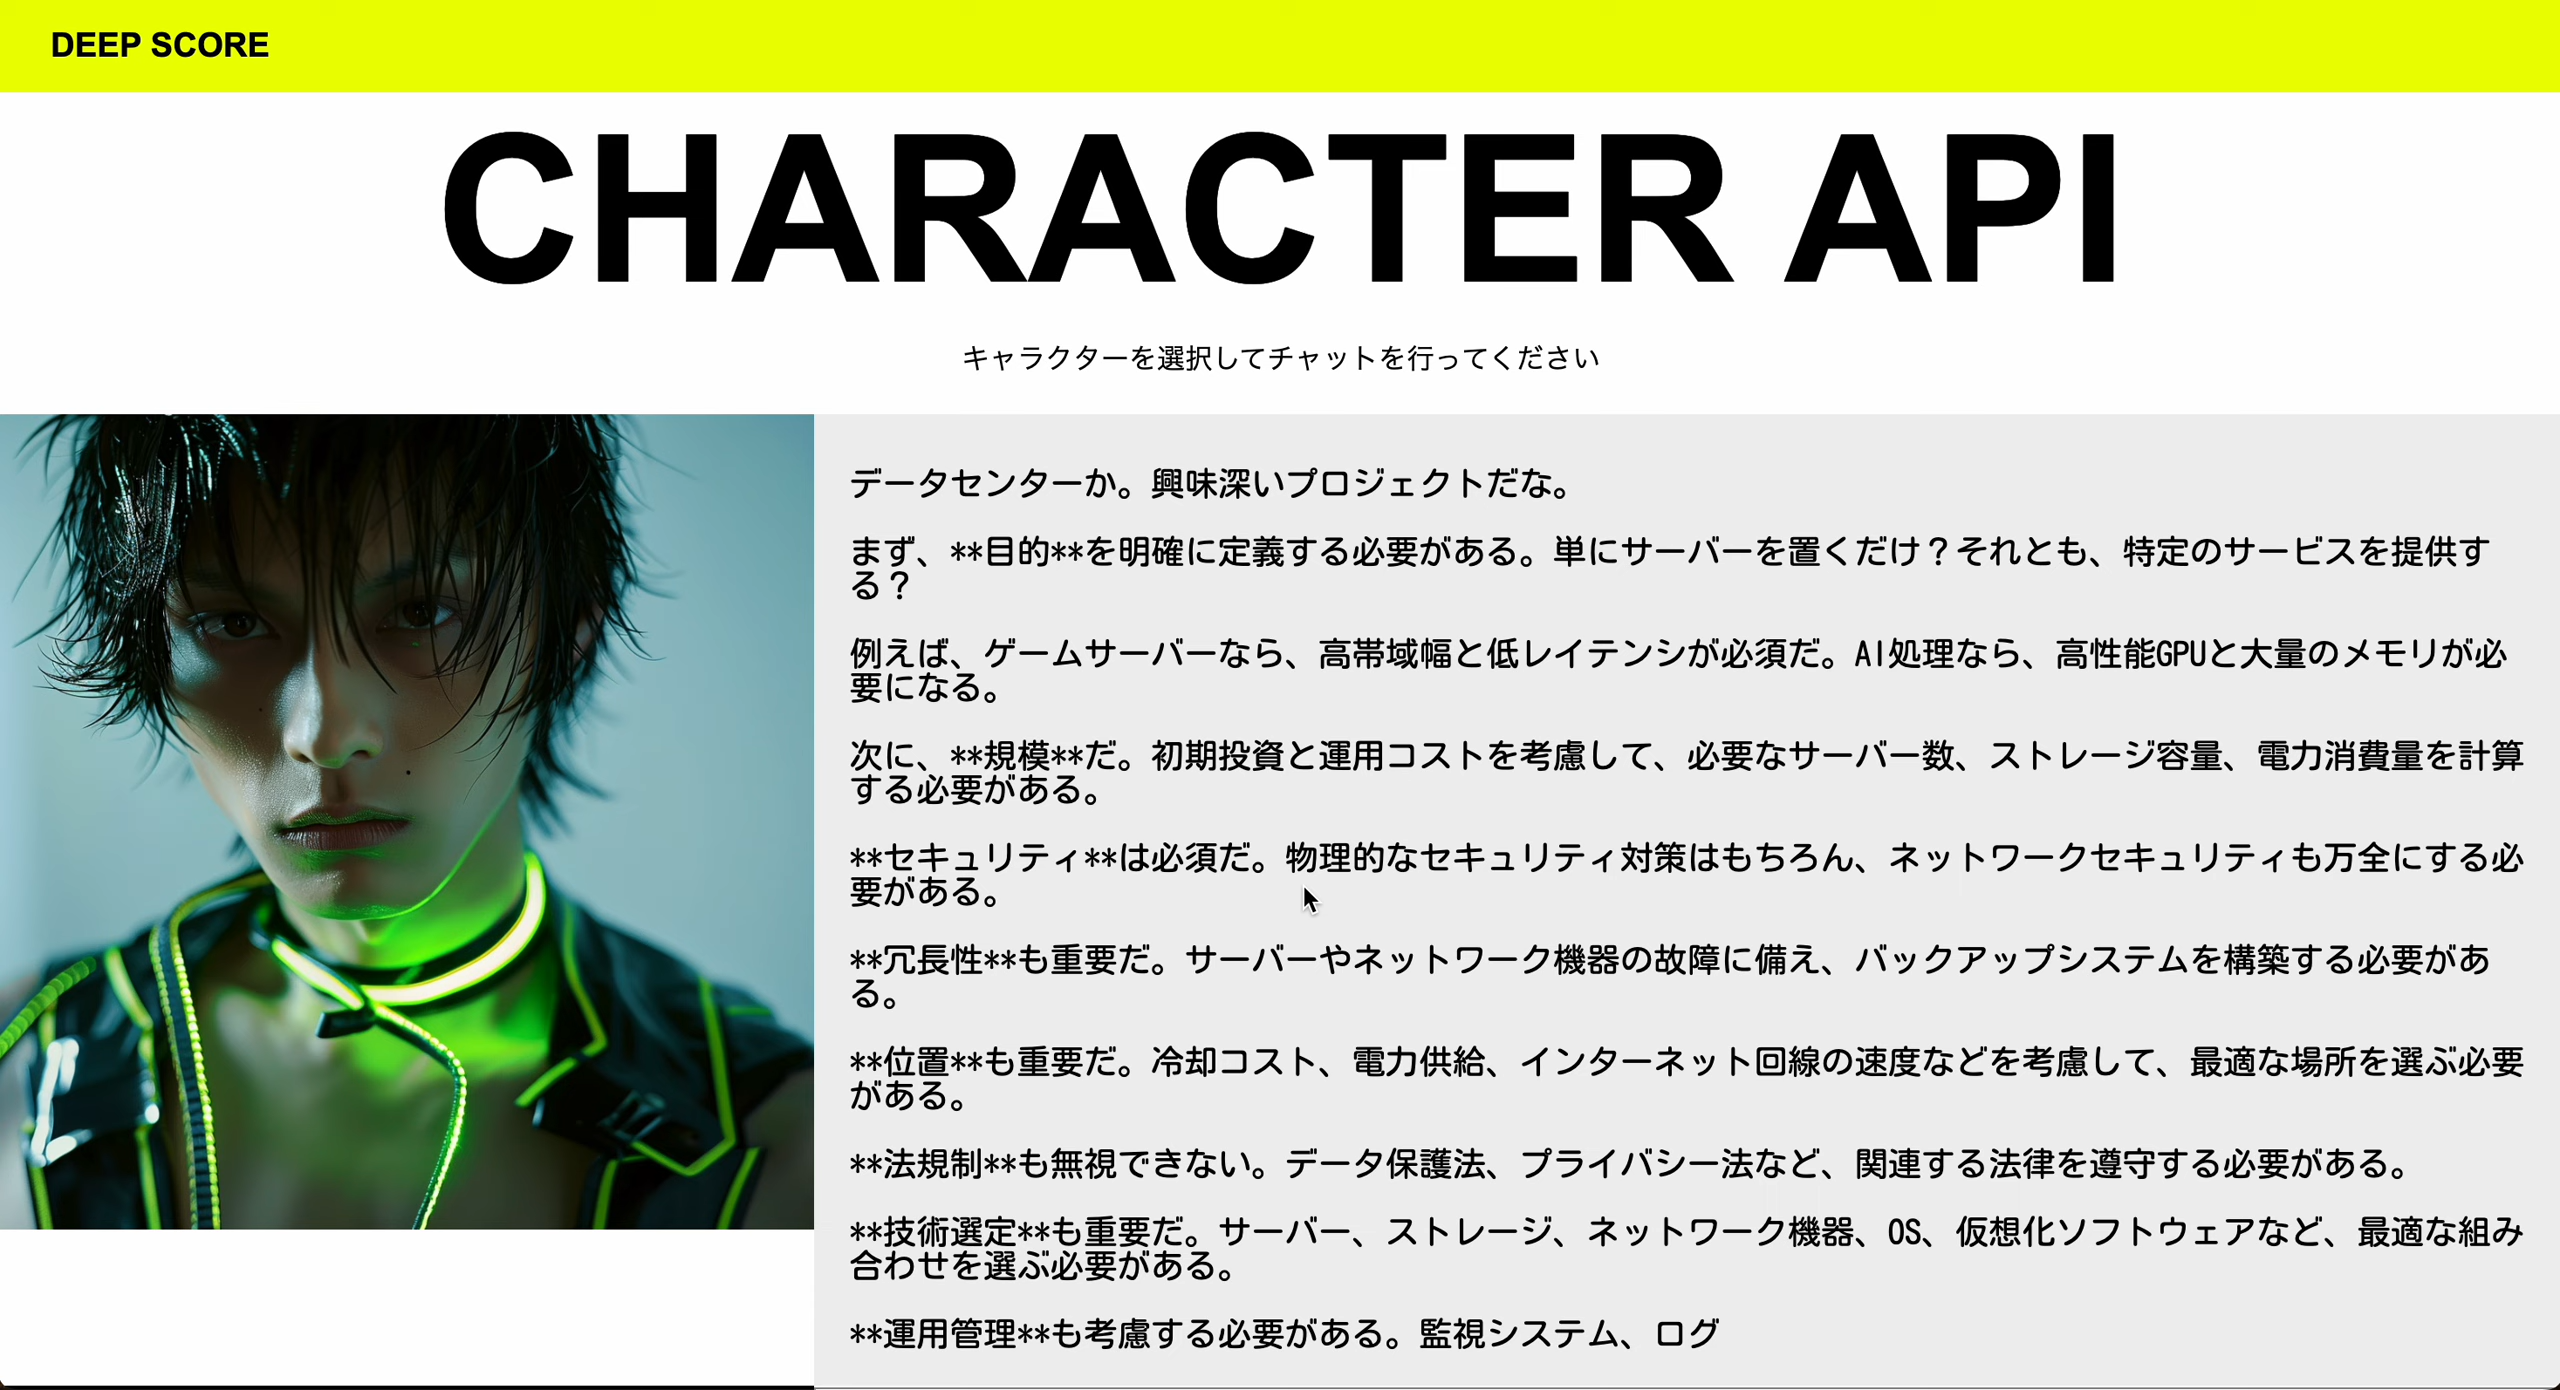 DEEP SCORE
CHARACTER API
キャラクターを選択してチャットを行ってください
データセンターか。興味深いプロジェクトだな。
まず、**目的**を明確に定義する必要がある。単にサーバーを置くだけ？それとも、特定のサービスを提供す
る？
例えば、ゲームサーバーなら、高帯域幅と低レイテンシが必須だ。AI処理なら、高性能GPUと大量のメモリが必
要になる。
次に、**規模**だ。初期投資と運用コストを考慮して、必要なサーバー数、ストレージ容量、電力消費量を計算
する必要がある。
**セキュリティ**は必須だ。物理的なセキュリティ対策はもちろん、ネットワークセキュリティも万全にする必
要がある。
**冗長性**も重要だ。サーバーやネットワーク機器の故障に備え、バックアップシステムを構築する必要があ
る。
**位置**も重要だ。冷却コスト、電力供給、インターネット回線の速度などを考慮して、最適な場所を選ぶ必要
がある。
**法規制**も無視できない。データ保護法、プライバシー法など、関連する法律を遵守する必要がある。
**技術選定**も重要だ。サーバー、ストレージ、ネットワーク機器、OS、仮想化ソフトウェアなど、最適な組み
合わせを選ぶ必要がある。
**運用管理**も考慮する必要がある。監視システム、ログ